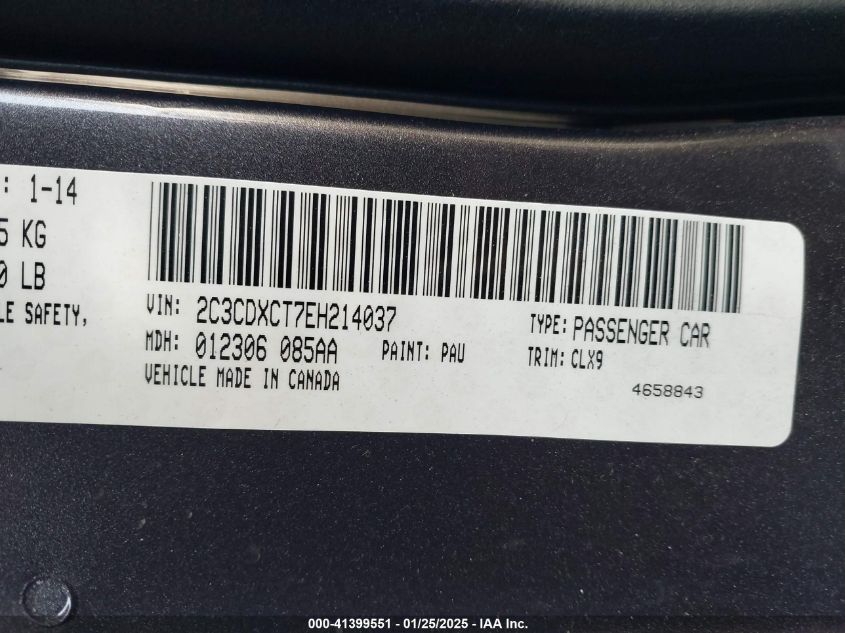 : 1-14
5 KG
0 LB
LE SAFETY,
VIN: 2C3CDXCT7EH214037
TYPE: PASSENGER CAR
MDH: 012306 085AA PAINT: PAU
TRIM: CLX9
VEHICLE MADE IN CANADA
4658843
000-41399551 — 01/25/2025 — IAA Inc.